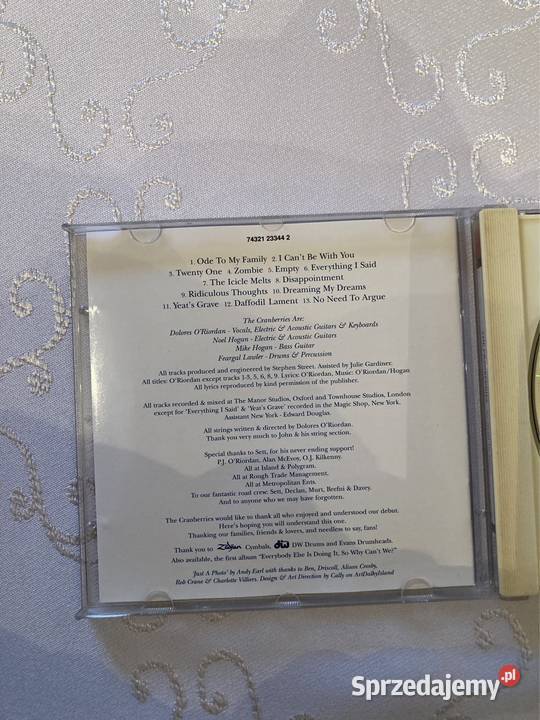 74321 23344 2
1. Ode To My Family 2. I Can't Be With You
3. Twenty One 4. Zombie 5. Empty 6. Everything I Said
7. The Icicle Melts 8. Disappointment
9. Ridiculous Thoughts 10. Dreaming My Dreams
11. Yeat's Grave 12. Daffodil Lament 13. No Need To Argue
The Cranberries Are:
Dolores O'Riordan - Vocals, Electric & Acoustic Guitars & Keyboards
Noel Hogan - Electric & Acoustic Guitars
Mike Hogan - Bass Guitar
Feargal Lawler - Drums & Percussion
All tracks produced and engineered by Stephen Street. Assisted by Julie Gardiner.
All titles: O'Riordan except tracks 1-3, 5, 6, 8, 9. Lyrics: O'Riordan, Music: O'Riordan/Hogan
All lyrics reproduced by kind permission of the publisher.
All tracks recorded & mixed at The Manor Studios, Oxford and Townhouse Studios, London
except for 'Everything I Said' & 'Yeat's Grave' recorded in the Magic Shop, New York.
Assistant New York - Edward Douglas.
All strings written & directed by Dolores O'Riordan.
Thank you very much to John & his string section.
Special thanks to Sett, for his never ending support!
P.J. O'Riordan, Alan McEvoy, O.J. Kilkenny.
All at Island & Polygram.
All at Rough Trade Management.
All at Metropolitan Ents.
To our fantastic road crew: Sett, Declan, Murt, Beefni & Davey.
And to anyone who we may have forgotten.
The Cranberries would like to thank all who enjoyed and understood our debut.
Here's hoping you will understand this one.
Thanking our families, friends & lovers, and needless to say, fans!
Thank you to Zildjian Cymbals, dw DW Drums and Evans Drumheads.
Also available, the first album "Everybody Else Is Doing It, So Why Can't We?"
'Just A Photo' by Andy Earl with thanks to Ben, Driscoll, Alison Crosby,
Rob Crane & Charlotte Villiers. Design & Art Direction by Cally on ArtDalkyIsland
Sprzedajemy.pl